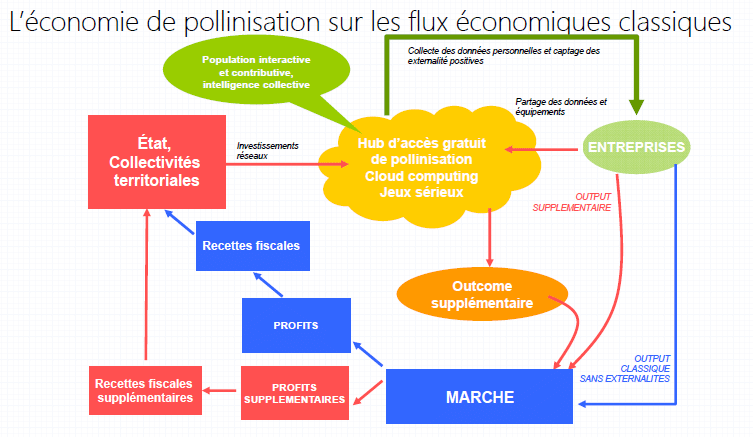 L’économie de pollinisation sur les flux économiques classiques
Population interactive
et contributive,
intelligence collective
Collecte des données personnelles et captage des
externalité positives
Partage des données et
équipements
État,
Collectivités
territoriales
Investissements
réseaux
Hub d’accès gratuit
de pollinisation
Cloud computing
Jeux sérieux
ENTREPRISES
OUTPUT
SUPPLEMENTAIRE
Recettes fiscales
Outcome
supplémentaire
PROFITS
OUTPUT
CLASSIQUE
SANS EXTERNALITES
Recettes fiscales
supplémentaires
PROFITS
SUPPLEMENTAIRES
MARCHE